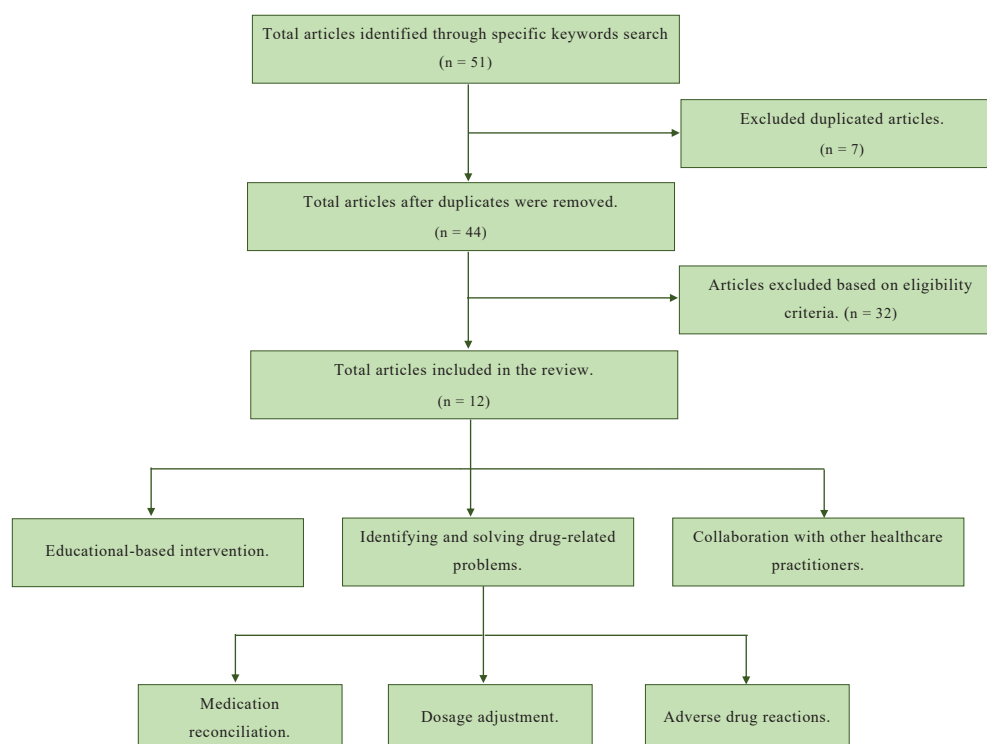 Total articles identified through specific keywords search
(n = 51)
Excluded duplicated articles.
(n = 7)
Total articles after duplicates were removed.
(n = 44)
Articles excluded based on eligibility
criteria. (n = 32)
Total articles included in the review.
(n = 12)
Educational-based intervention.
Identifying and solving drug-related
problems.
Collaboration with other healthcare
practitioners.
Medication
reconciliation.
Dosage adjustment.
Adverse drug reactions.